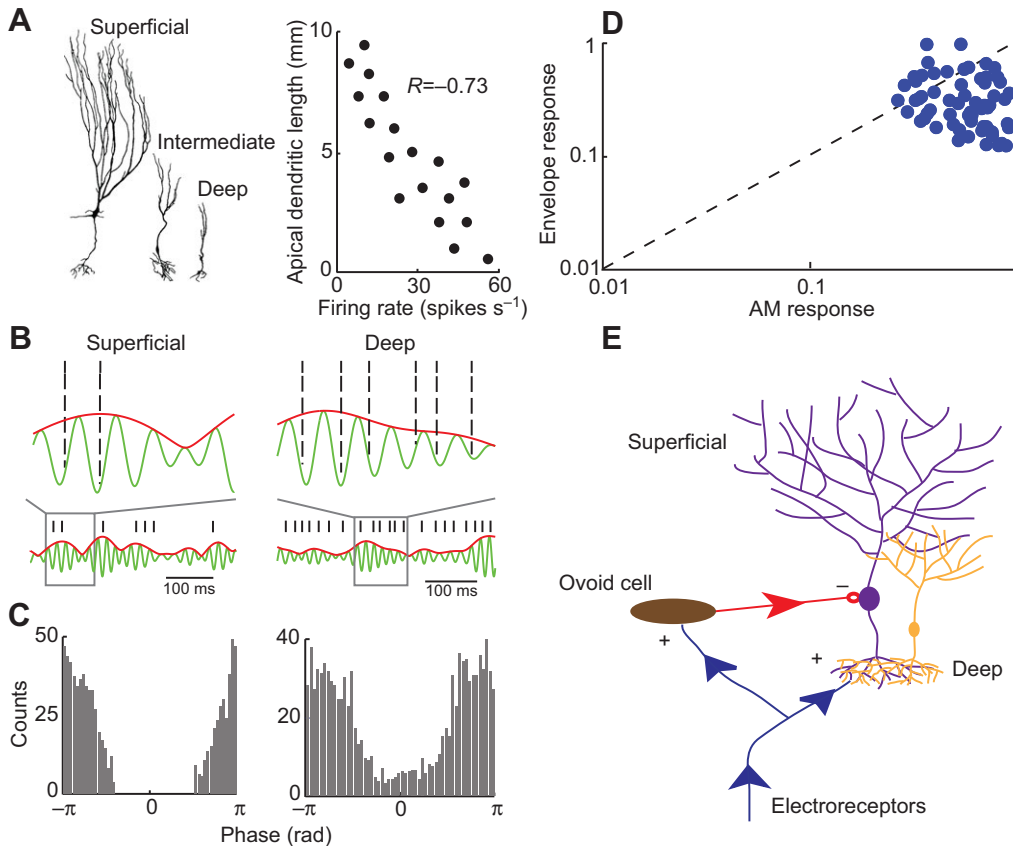 A
Superficial
Intermediate
Deep
Apical dendritic length (mm)
10
5
0
R=–0.73
0
30
60
Firing rate (spikes s–1)
B
Superficial
Deep
100 ms
100 ms
C
Counts
50
25
0
–π
0
π
40
20
0
–π
0
π
Phase (rad)
D
Envelope response
1
0.1
0.01
0.01
0.1
AM response
E
Superficial
Ovoid cell
–
+
+
Deep
Electroreceptors